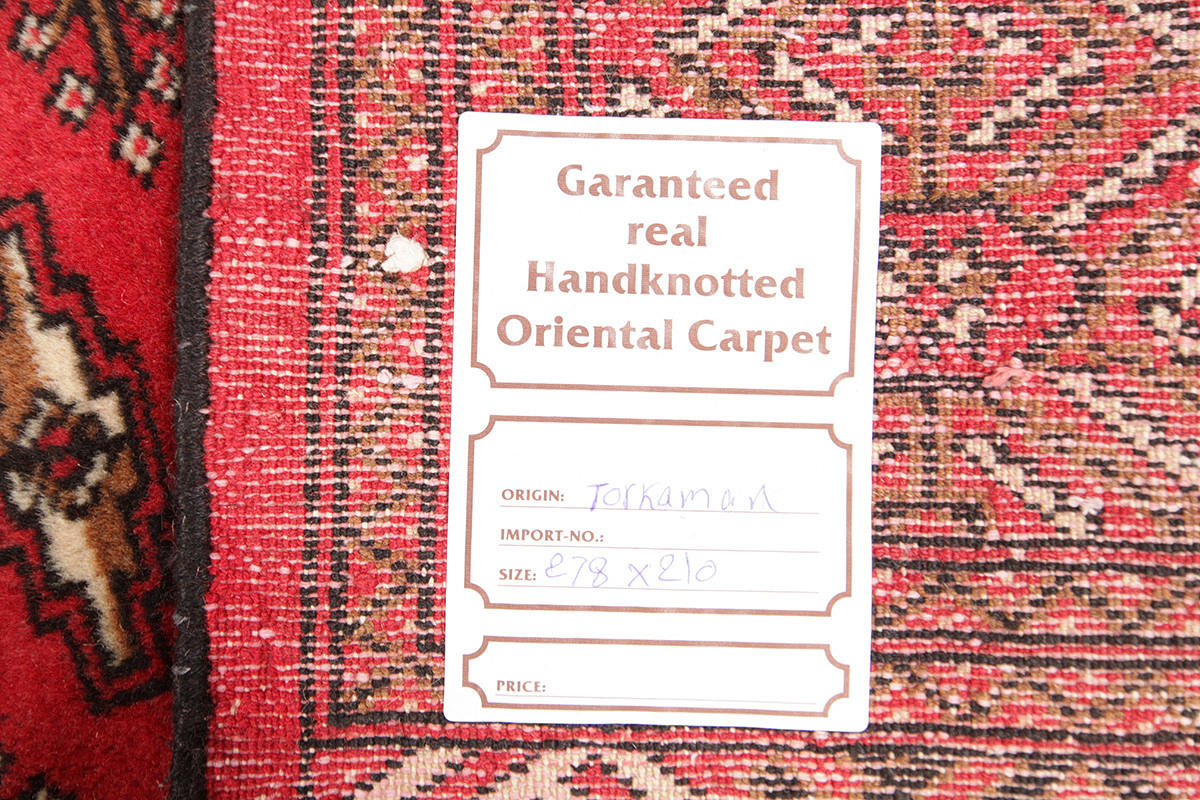 Garanteed
real
Handknotted
Oriental Carpet
ORIGIN: Torkaman
IMPORT-NO.:
SIZE: 278 x 210
PRICE: